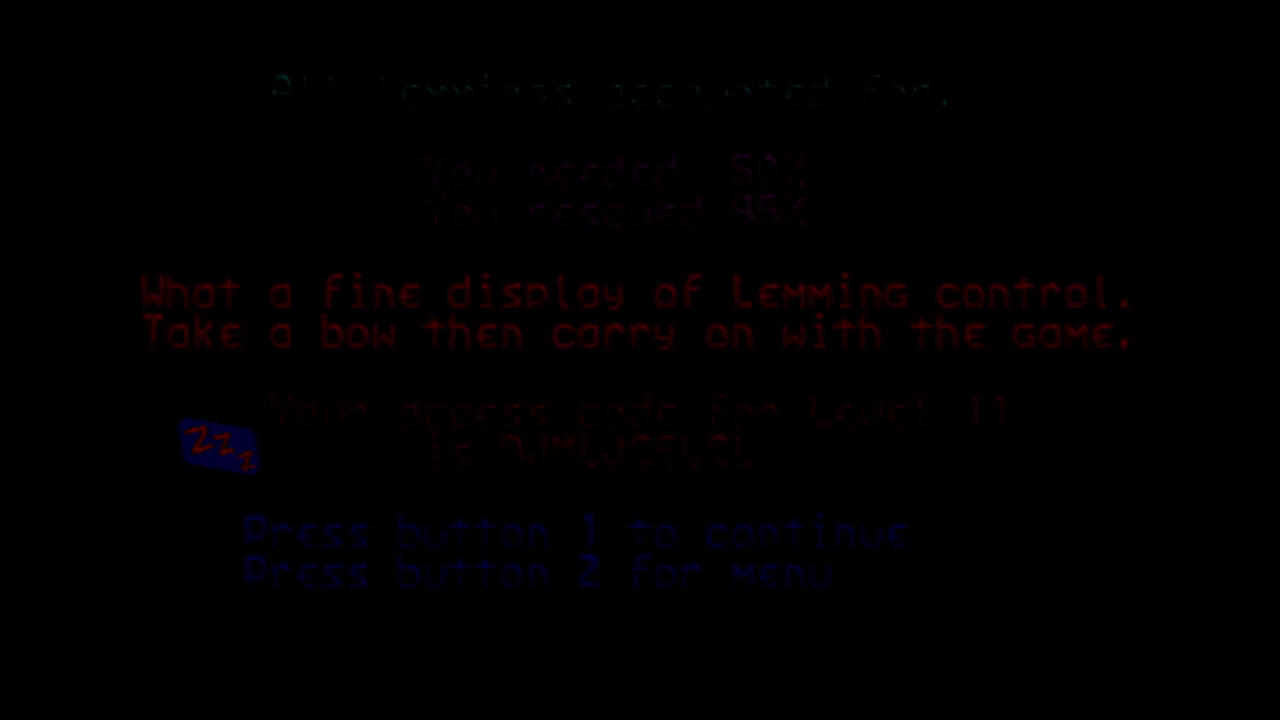 All Lemmings accounted for.
You needed 50%
You rescued 95%
What a fine display of Lemming control.
Take a bow then carry on with the game.
Your access code for Level 11
is
zzz
Press button 1 to continue
Press button 2 for menu